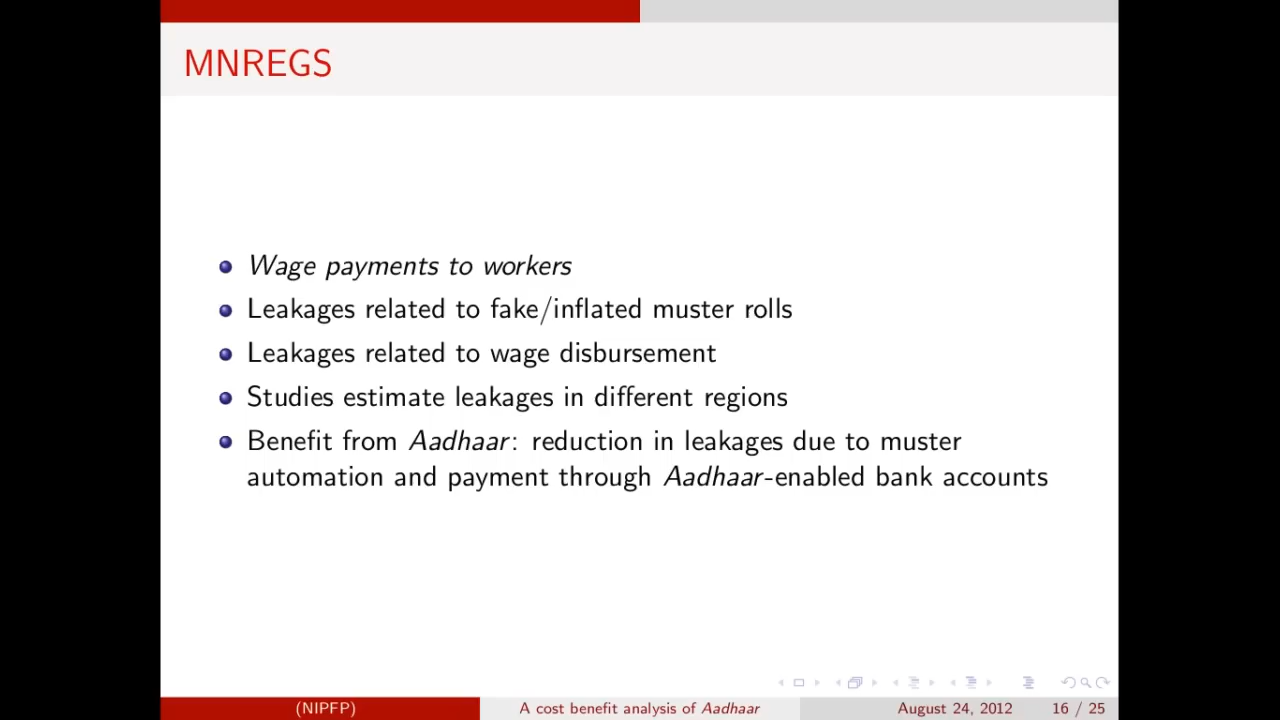 MNREGS
Wage payments to workers
Leakages related to fake/inflated muster rolls
Leakages related to wage disbursement
Studies estimate leakages in different regions
Benefit from Aadhaar: reduction in leakages due to muster
automation and payment through Aadhaar-enabled bank accounts
(NIPFP) A cost benefit analysis of Aadhaar August 24, 2012 16 / 25